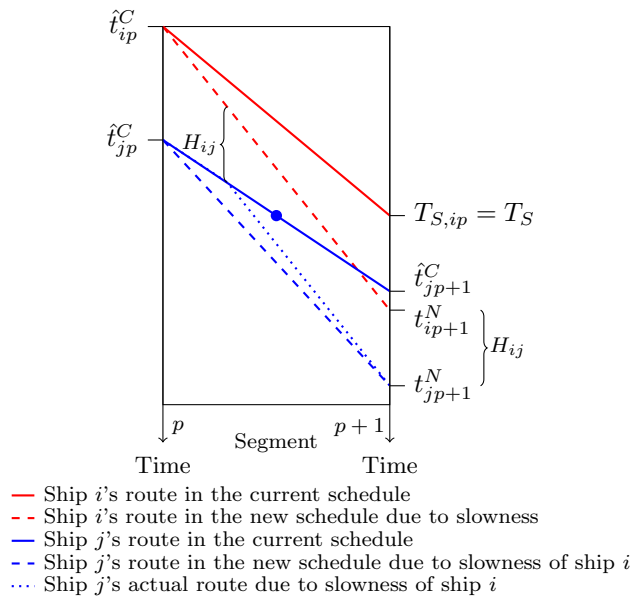 t̂^C_{ip}
t̂^C_{jp}
H_{ij}
T_{S,ip} = T_S
t̂^C_{jp+1}
t^N_{ip+1}
H_{ij}
t^N_{jp+1}
p
p + 1
Segment
Time
Time
Ship i's route in the current schedule
Ship i's route in the new schedule due to slowness
Ship j's route in the current schedule
Ship j's route in the new schedule due to slowness of ship i
Ship j's actual route due to slowness of ship i